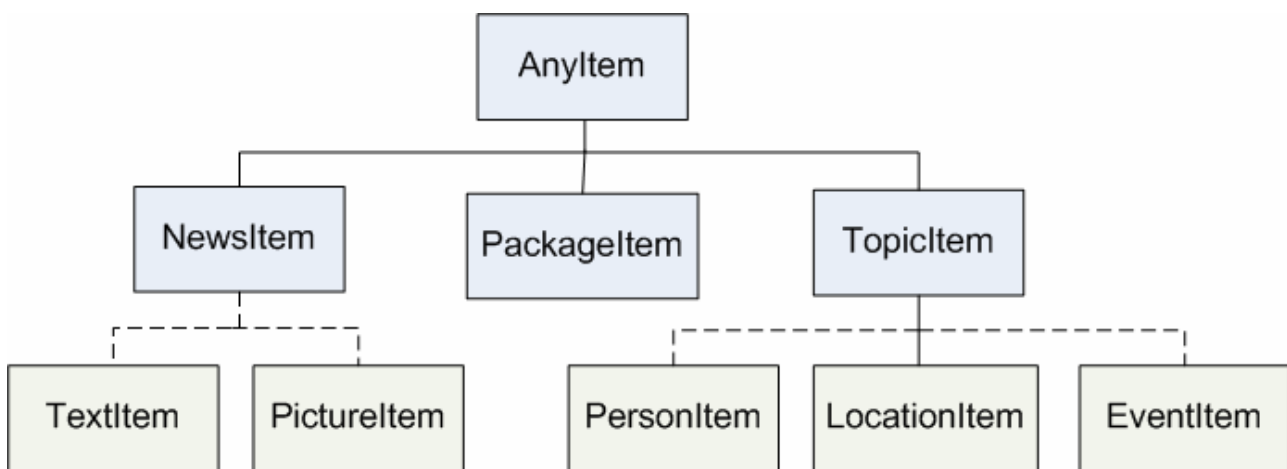 AnyItem
NewsItem
PackageItem
TopicItem
TextItem
PictureItem
PersonItem
LocationItem
EventItem